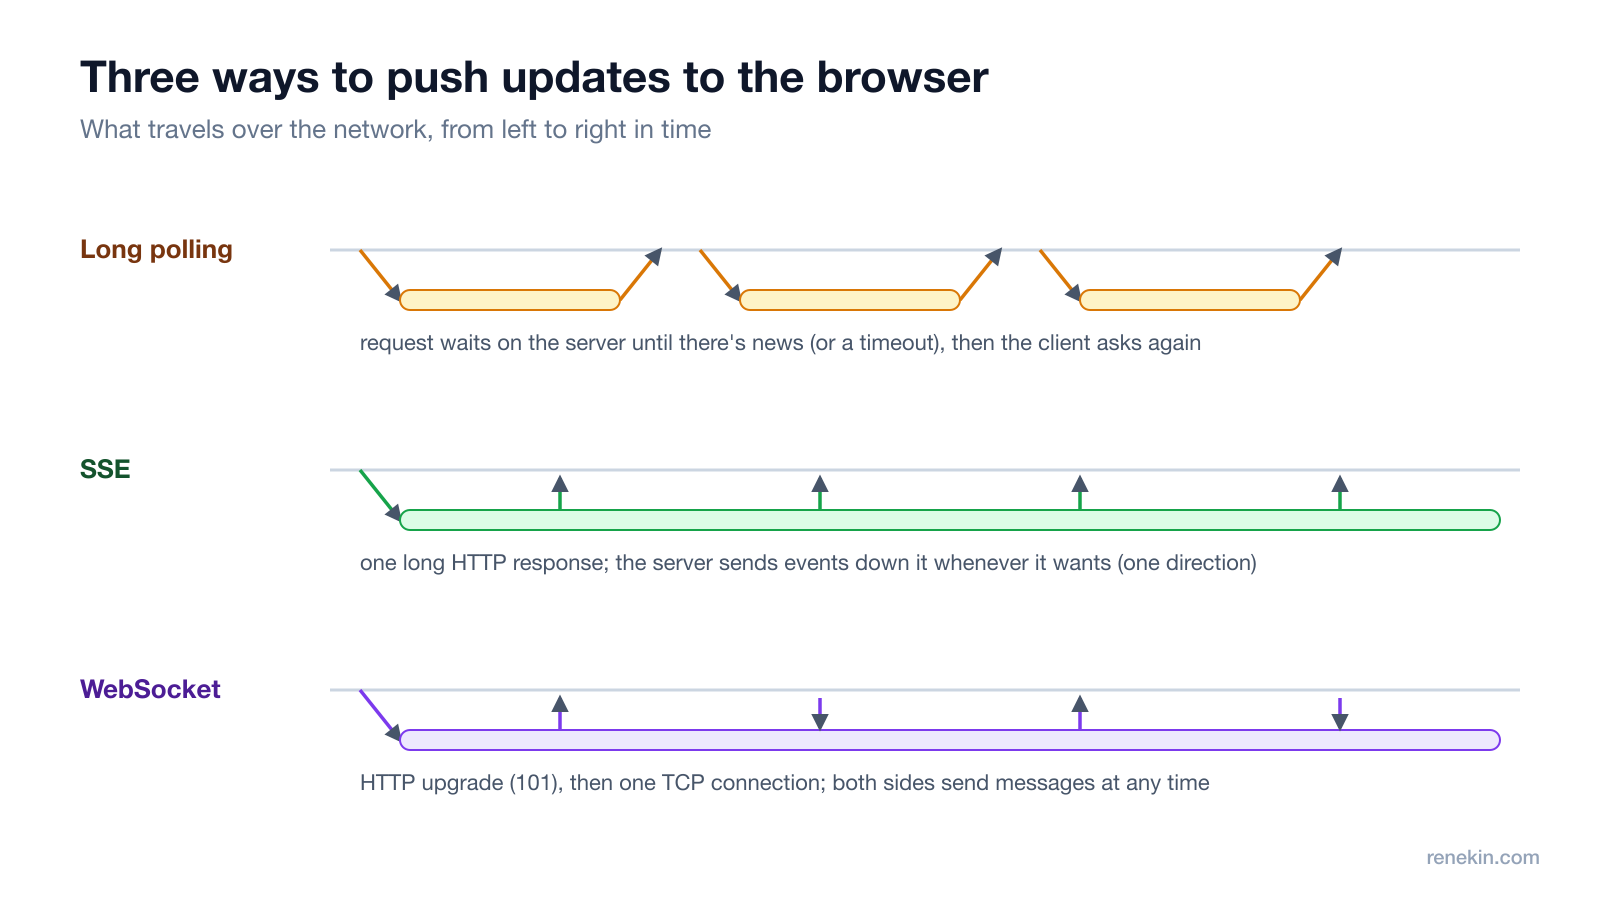 Three ways to push updates to the browser
What travels over the network, from left to right in time
Long polling
request waits on the server until there's news (or a timeout), then the client asks again
SSE
one long HTTP response; the server sends events down it whenever it wants (one direction)
WebSocket
HTTP upgrade (101), then one TCP connection; both sides send messages at any time
renekin.com